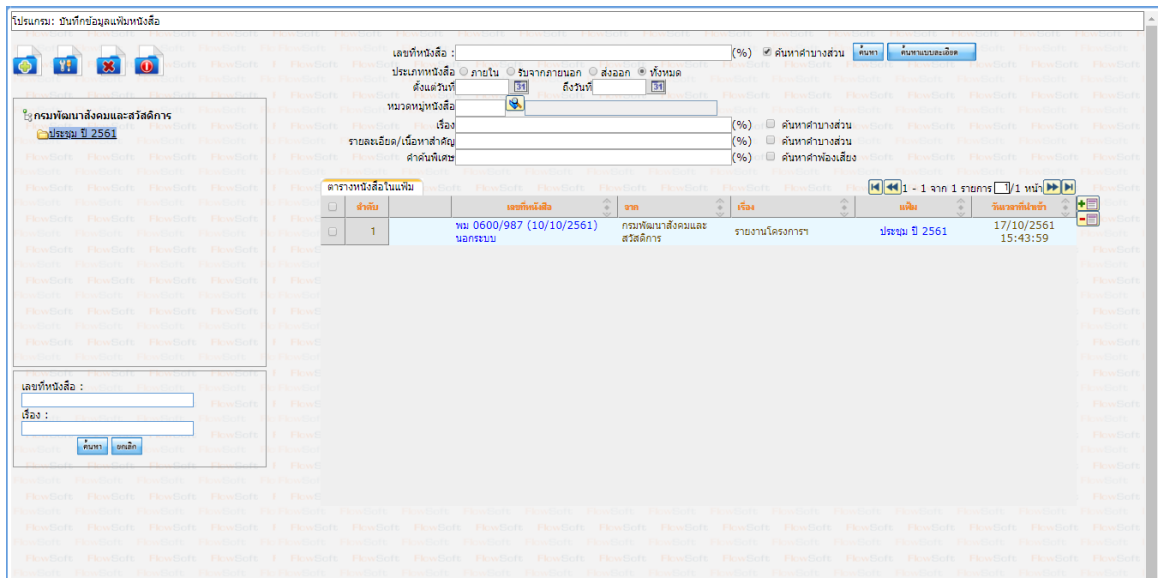 โปรแกรม: บันทึกข้อมูลแฟ้มหนังสือ
เลขที่หนังสือ : (%) ค้นหาคำบางส่วน ค้นหา ค้นหาแบบละเอียด
ประเภทหนังสือ ภายใน รับจากภายนอก ส่งออก ทั้งหมด
ตั้งแต่วันที่ 31 ถึงวันที่ 31
หมวดหมู่หนังสือ
เรื่อง (%) ค้นหาคำบางส่วน
รายละเอียด/เนื้อหาสำคัญ (%) ค้นหาคำบางส่วน
คำค้นพิเศษ (%) ค้นหาคำพ้องเสียง
กรมพัฒนาสังคมและสวัสดิการ
ประชุม ปี 2561
ตารางหนังสือในแฟ้ม 1 - 1 จาก 1 รายการ 1/1 หน้า
ลำดับ เลขที่หนังสือ จาก เรื่อง แฟ้ม วันเวลาที่นำเข้า
1 พม 0600/987 (10/10/2561) นอกระบบ กรมพัฒนาสังคมและสวัสดิการ รายงานโครงการฯ ประชุม ปี 2561 17/10/2561 15:43:59
เลขที่หนังสือ :
เรื่อง :
ค้นหา ยกเลิก
FlowSoft